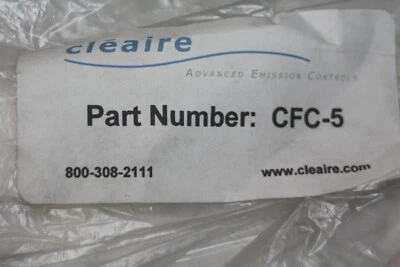 cleaire
ADVANCED EMISSION CONTROLS
Part Number: CFC-5
800-308-2111
www.cleaire.com